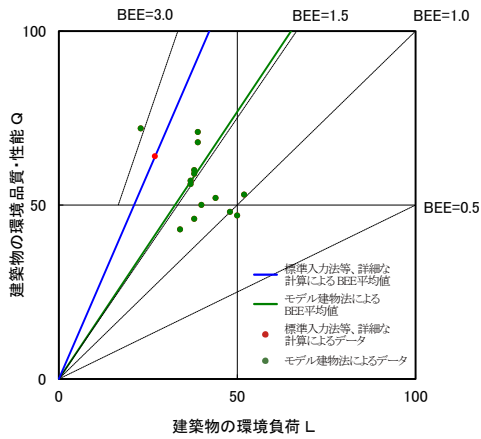 BEE=3.0
BEE=1.5
BEE=1.0
100
建築物の環境品質・性能 Q
50
BEE=0.5
標準入力法等、詳細な
計算によるBEE平均値
モデル建物法による
BEE平均値
標準入力法等、詳細な
計算によるデータ
モデル建物法によるデータ
0
0
50
100
建築物の環境負荷 L